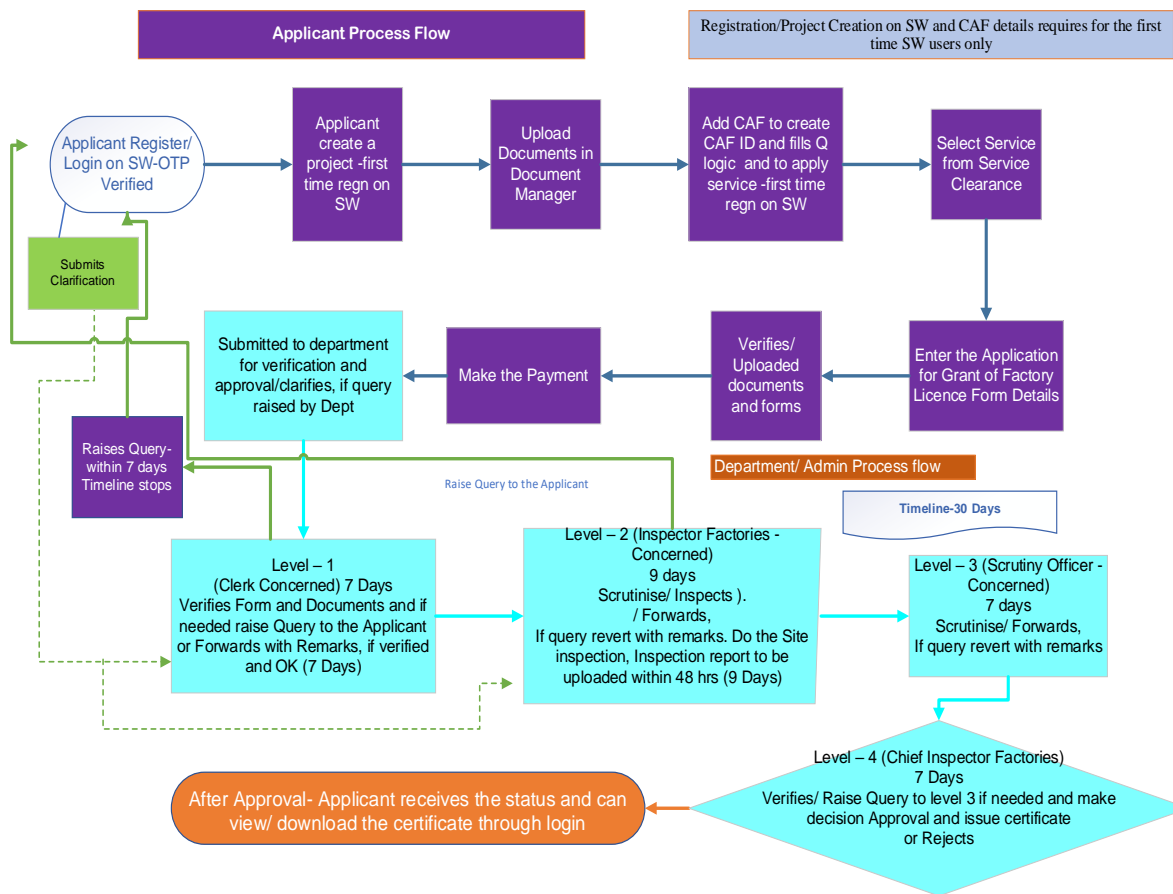 Applicant Process Flow
Registration/Project Creation on SW and CAF details requires for the first
time SW users only
Applicant Register/
Login on SW-OTP
Verified
Applicant
create a
project -first
time regn on
SW
Upload
Documents in
Document
Manager
Add CAF to create
CAF ID and fills Q
logic and to apply
service -first time
regn on SW
Select Service
from Service
Clearance
Submits
Clarification
Submitted to department
for verification and
approval/clarifies, if query
raised by Dept
Make the Payment
Verifies/
Uploaded
documents
and forms
Enter the Application
for Grant of Factory
Licence Form Details
Raises Query-
within 7 days
Timeline stops
Department/ Admin Process flow
Raise Query to the Applicant
Timeline-30 Days
Level – 1
(Clerk Concerned) 7 Days
Verifies Form and Documents and if
needed raise Query to the Applicant
or Forwards with Remarks, if verified
and OK (7 Days)
Level – 2 (Inspector Factories -
Concerned)
9 days
Scrutinise/ Inspects ).
/ Forwards,
If query revert with remarks. Do the Site
inspection, Inspection report to be
uploaded within 48 hrs (9 Days)
Level – 3 (Scrutiny Officer -
Concerned)
7 days
Scrutinise/ Forwards,
If query revert with remarks
Level – 4 (Chief Inspector Factories)
7 Days
Verifies/ Raise Query to level 3 if needed and make
decision Approval and issue certificate
or Rejects
After Approval- Applicant receives the status and can
view/ download the certificate through login